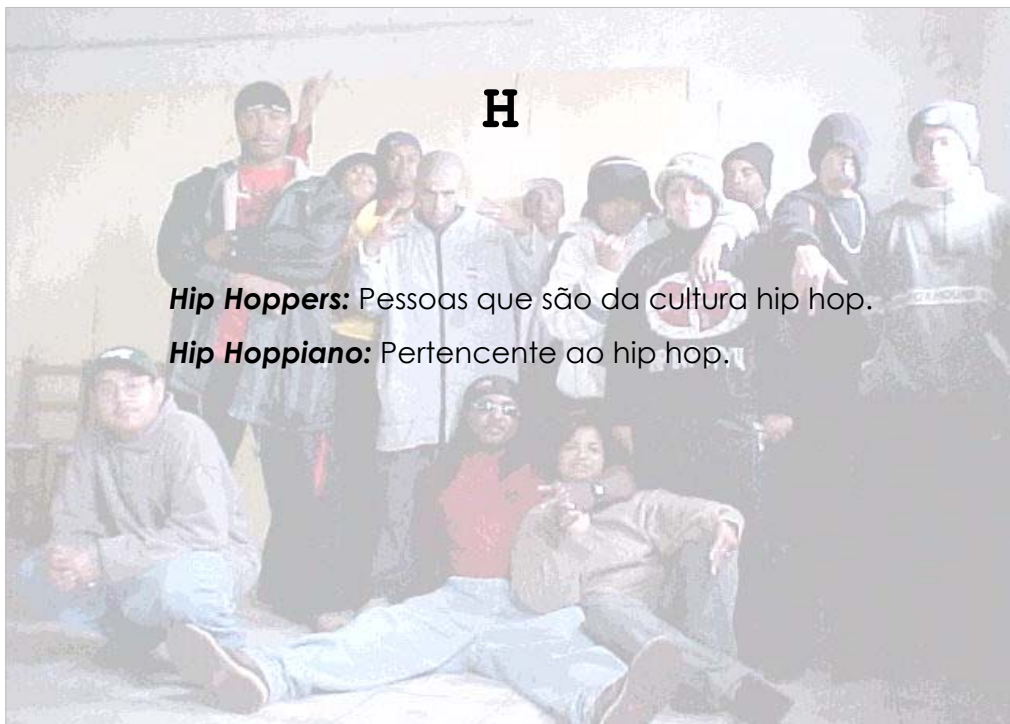 H
Hip Hoppers: Pessoas que são da cultura hip hop.
Hip Hoppiano: Pertencente ao hip hop.